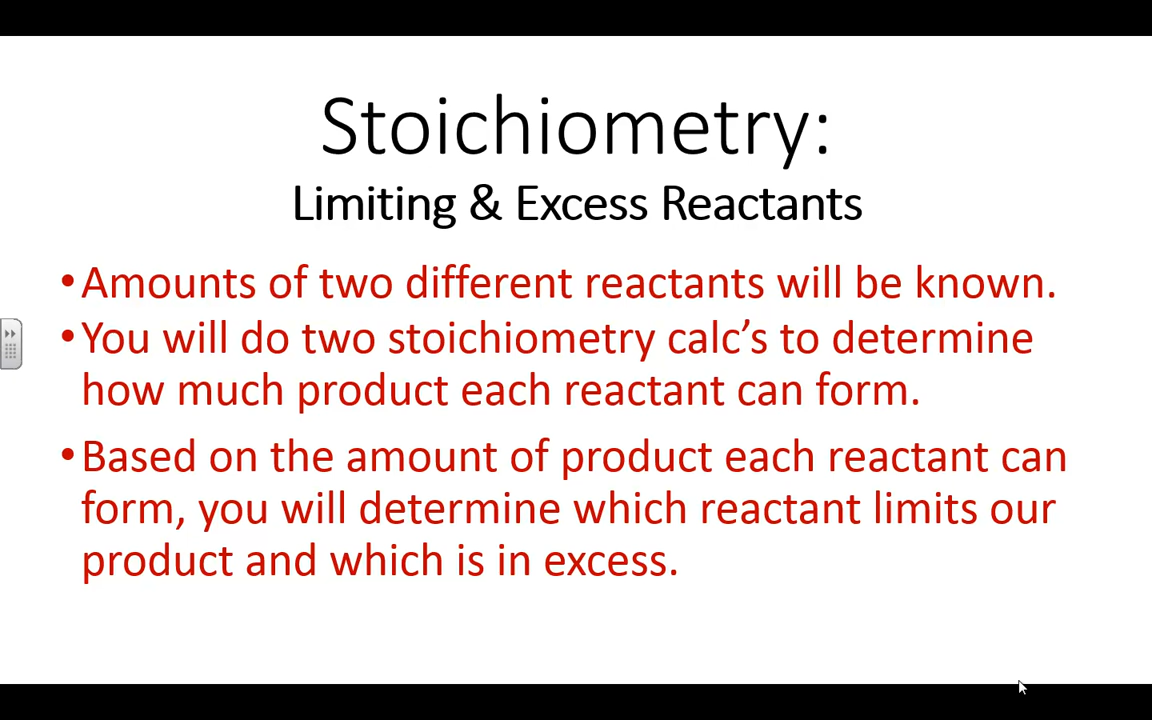 Stoichiometry:
Limiting & Excess Reactants
•Amounts of two different reactants will be known.
•You will do two stoichiometry calc’s to determine
how much product each reactant can form.
•Based on the amount of product each reactant can
form, you will determine which reactant limits our
product and which is in excess.